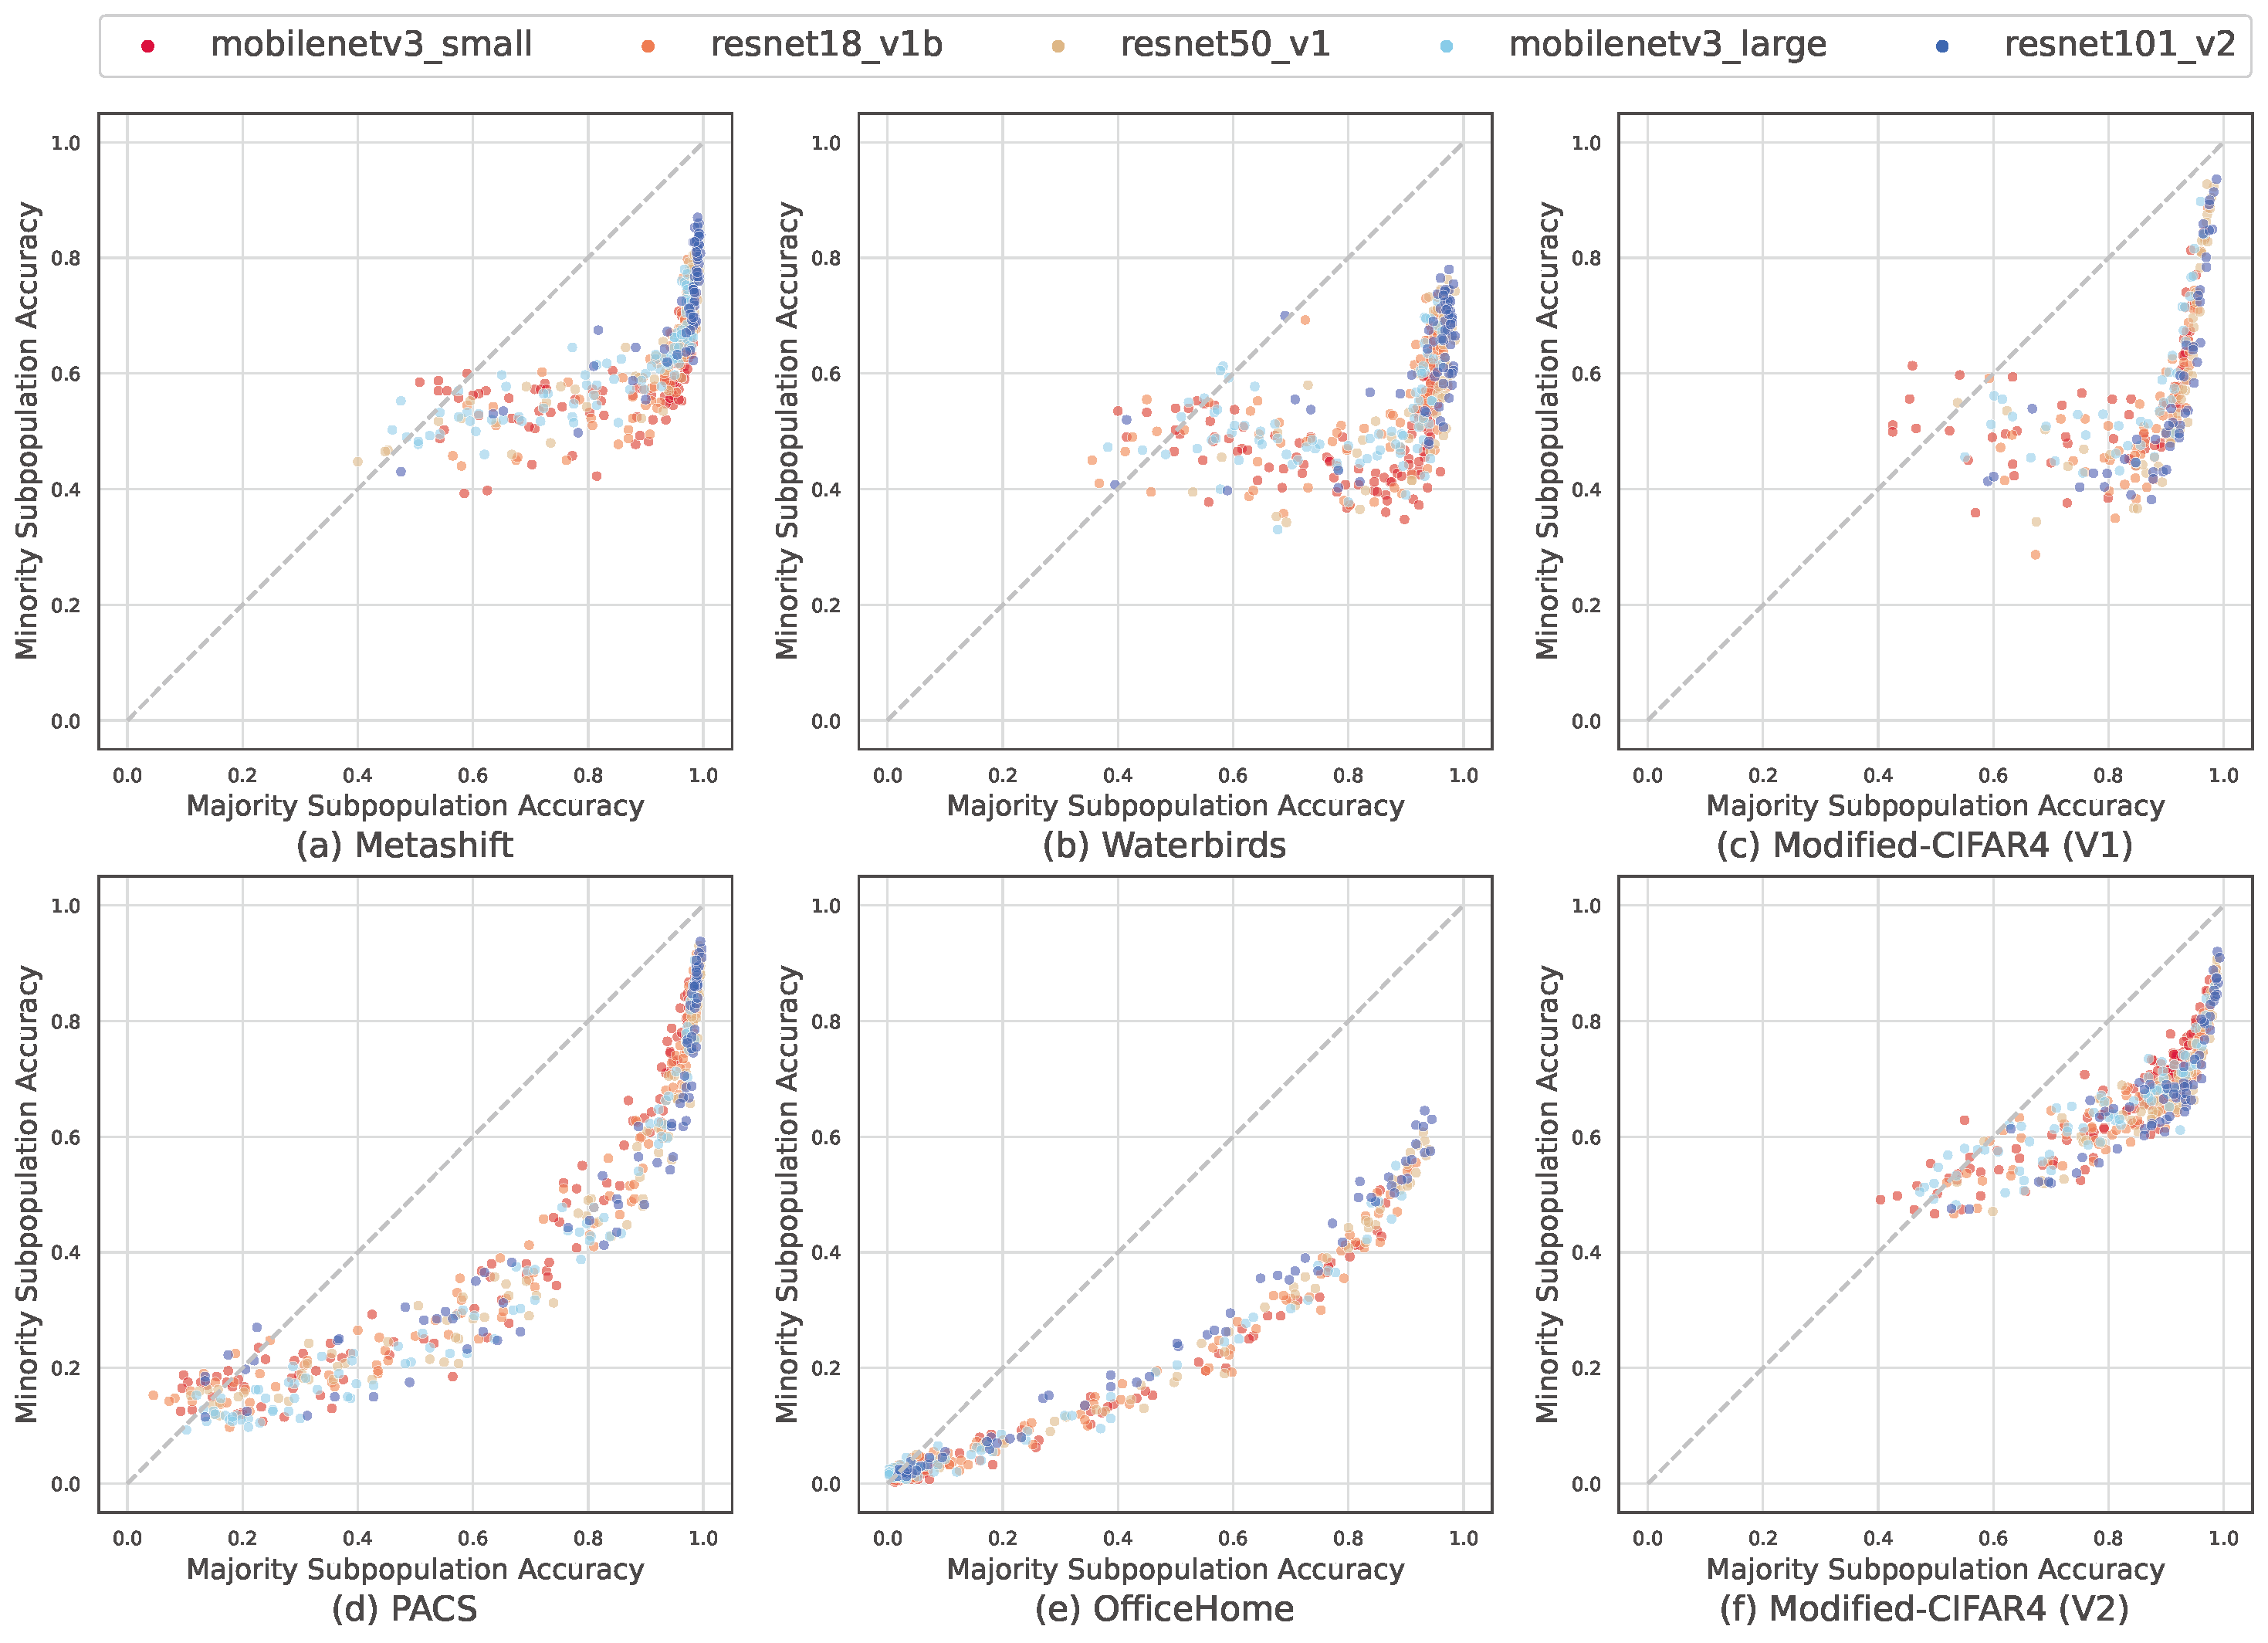 mobilenetv3_small resnet18_v1b resnet50_v1 mobilenetv3_large resnet101_v2
Minority Subpopulation Accuracy
1.0
0.8
0.6
0.4
0.2
0.0
0.0 0.2 0.4 0.6 0.8 1.0
Majority Subpopulation Accuracy
(a) Metashift
Minority Subpopulation Accuracy
1.0
0.8
0.6
0.4
0.2
0.0
0.0 0.2 0.4 0.6 0.8 1.0
Majority Subpopulation Accuracy
(b) Waterbirds
Minority Subpopulation Accuracy
1.0
0.8
0.6
0.4
0.2
0.0
0.0 0.2 0.4 0.6 0.8 1.0
Majority Subpopulation Accuracy
(c) Modified-CIFAR4 (V1)
Minority Subpopulation Accuracy
1.0
0.8
0.6
0.4
0.2
0.0
0.0 0.2 0.4 0.6 0.8 1.0
Majority Subpopulation Accuracy
(d) PACS
Minority Subpopulation Accuracy
1.0
0.8
0.6
0.4
0.2
0.0
0.0 0.2 0.4 0.6 0.8 1.0
Majority Subpopulation Accuracy
(e) OfficeHome
Minority Subpopulation Accuracy
1.0
0.8
0.6
0.4
0.2
0.0
0.0 0.2 0.4 0.6 0.8 1.0
Majority Subpopulation Accuracy
(f) Modified-CIFAR4 (V2)